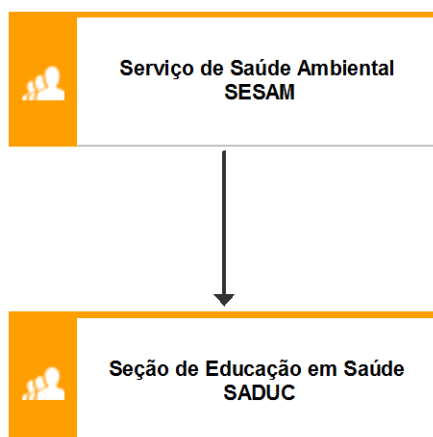 Serviço de Saúde Ambiental
SESAM
Seção de Educação em Saúde
SADUC